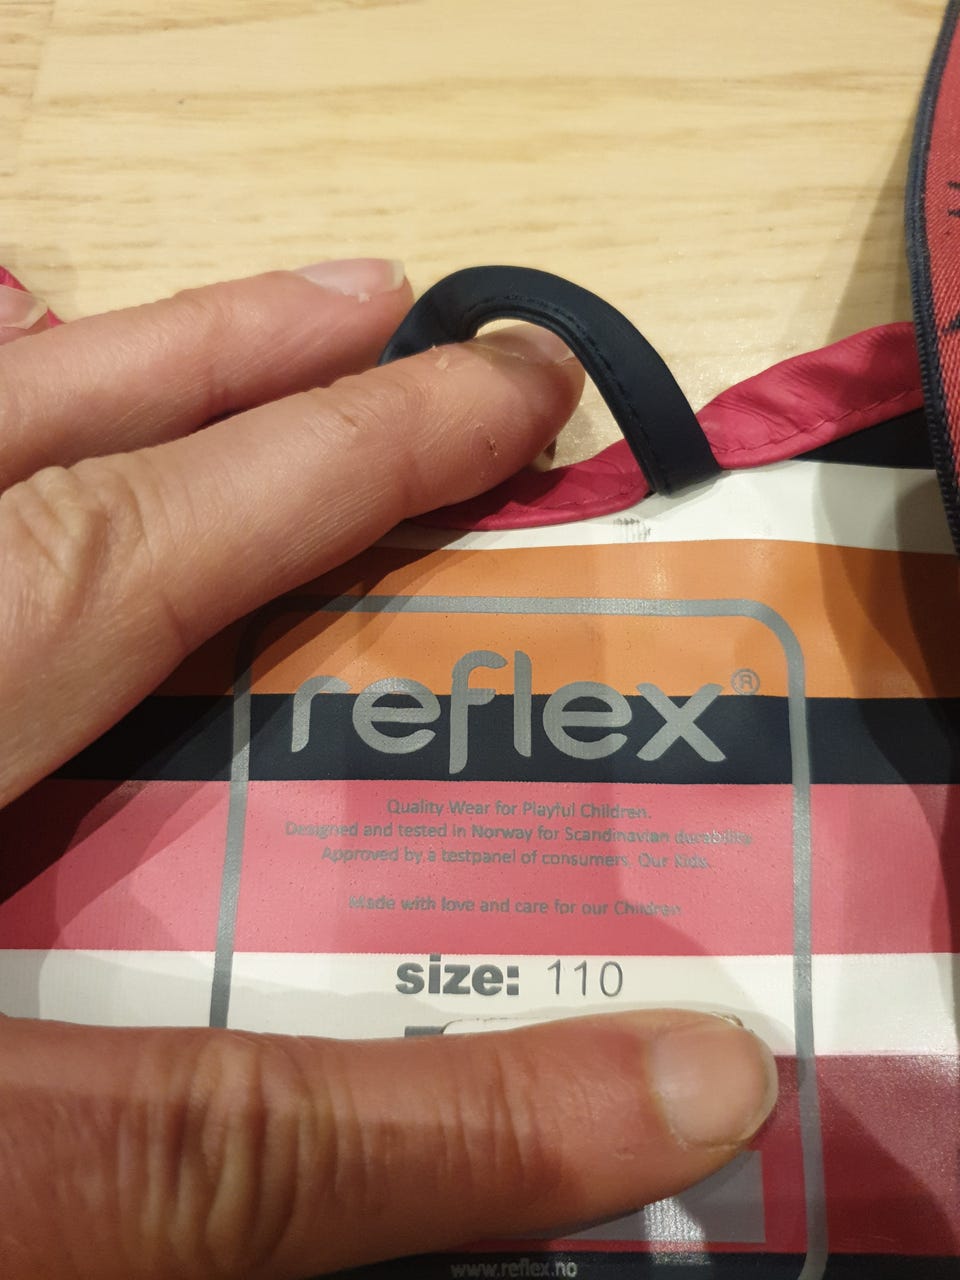 reflex®
Quality Wear for Playful Children.
Designed and tested in Norway for Scandinavian durability.
Approved by a testpanel of consumers. Our Kids.
Made with love and care for our Children
size: 110
www.reflex.no